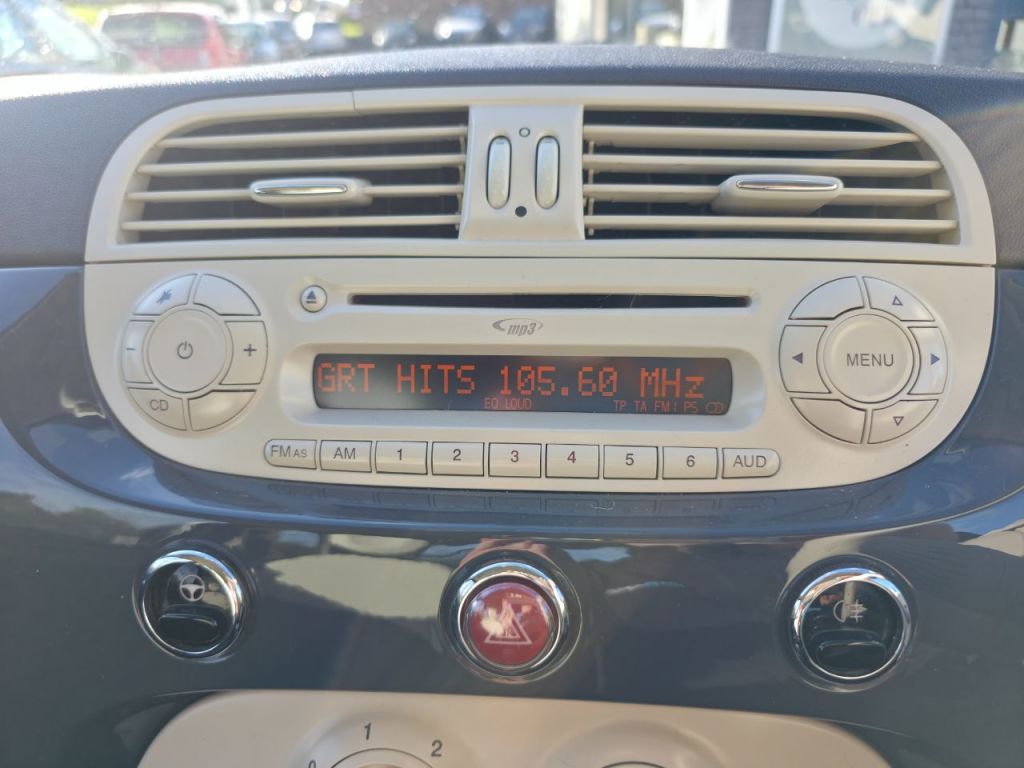 mp3
GRT HITS 105.60 MHz
EQ LOUD TP TA FM1 PS CD
MENU
- +
CD
FM AS AM 1 2 3 4 5 6 AUD
0 1 2